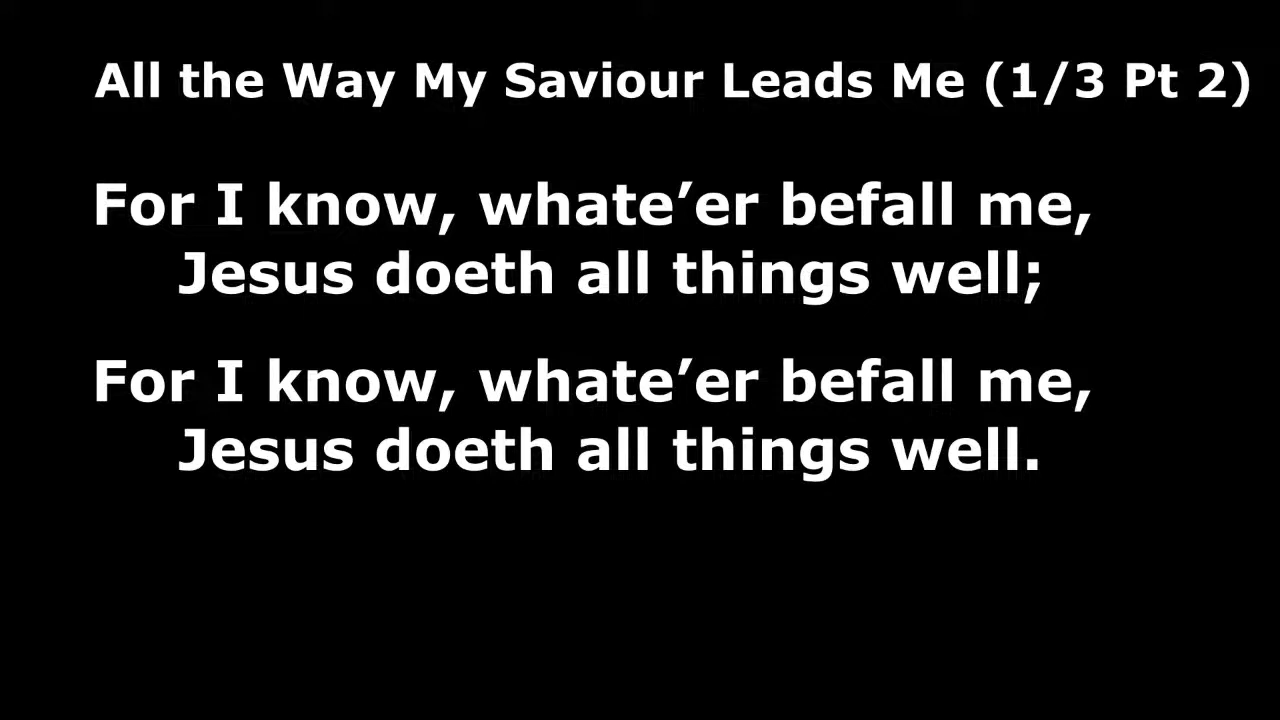 All the Way My Saviour Leads Me (1/3 Pt 2)
For I know, whate’er befall me,
Jesus doeth all things well;
For I know, whate’er befall me,
Jesus doeth all things well.